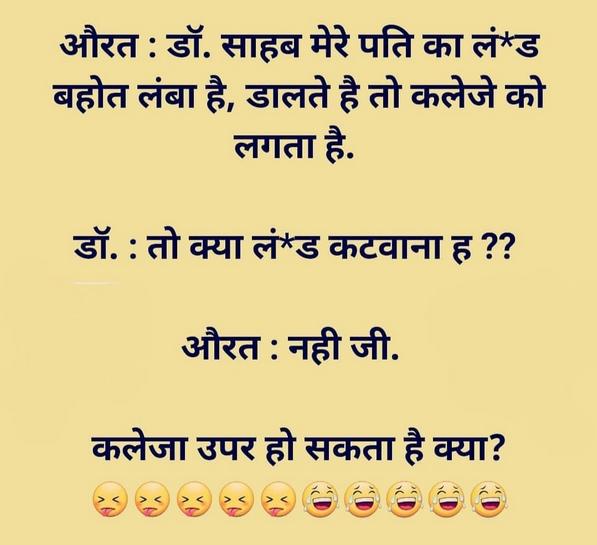 औरत : डॉ. साहब मेरे पति का लं*ड
बहोत लंबा है, डालते है तो कलेजे को
लगता है.
डॉ. : तो क्या लं*ड कटवाना ह ??
औरत : नही जी.
कलेजा उपर हो सकता है क्या?
😝😝😝😝😝😂😂😂😂😂